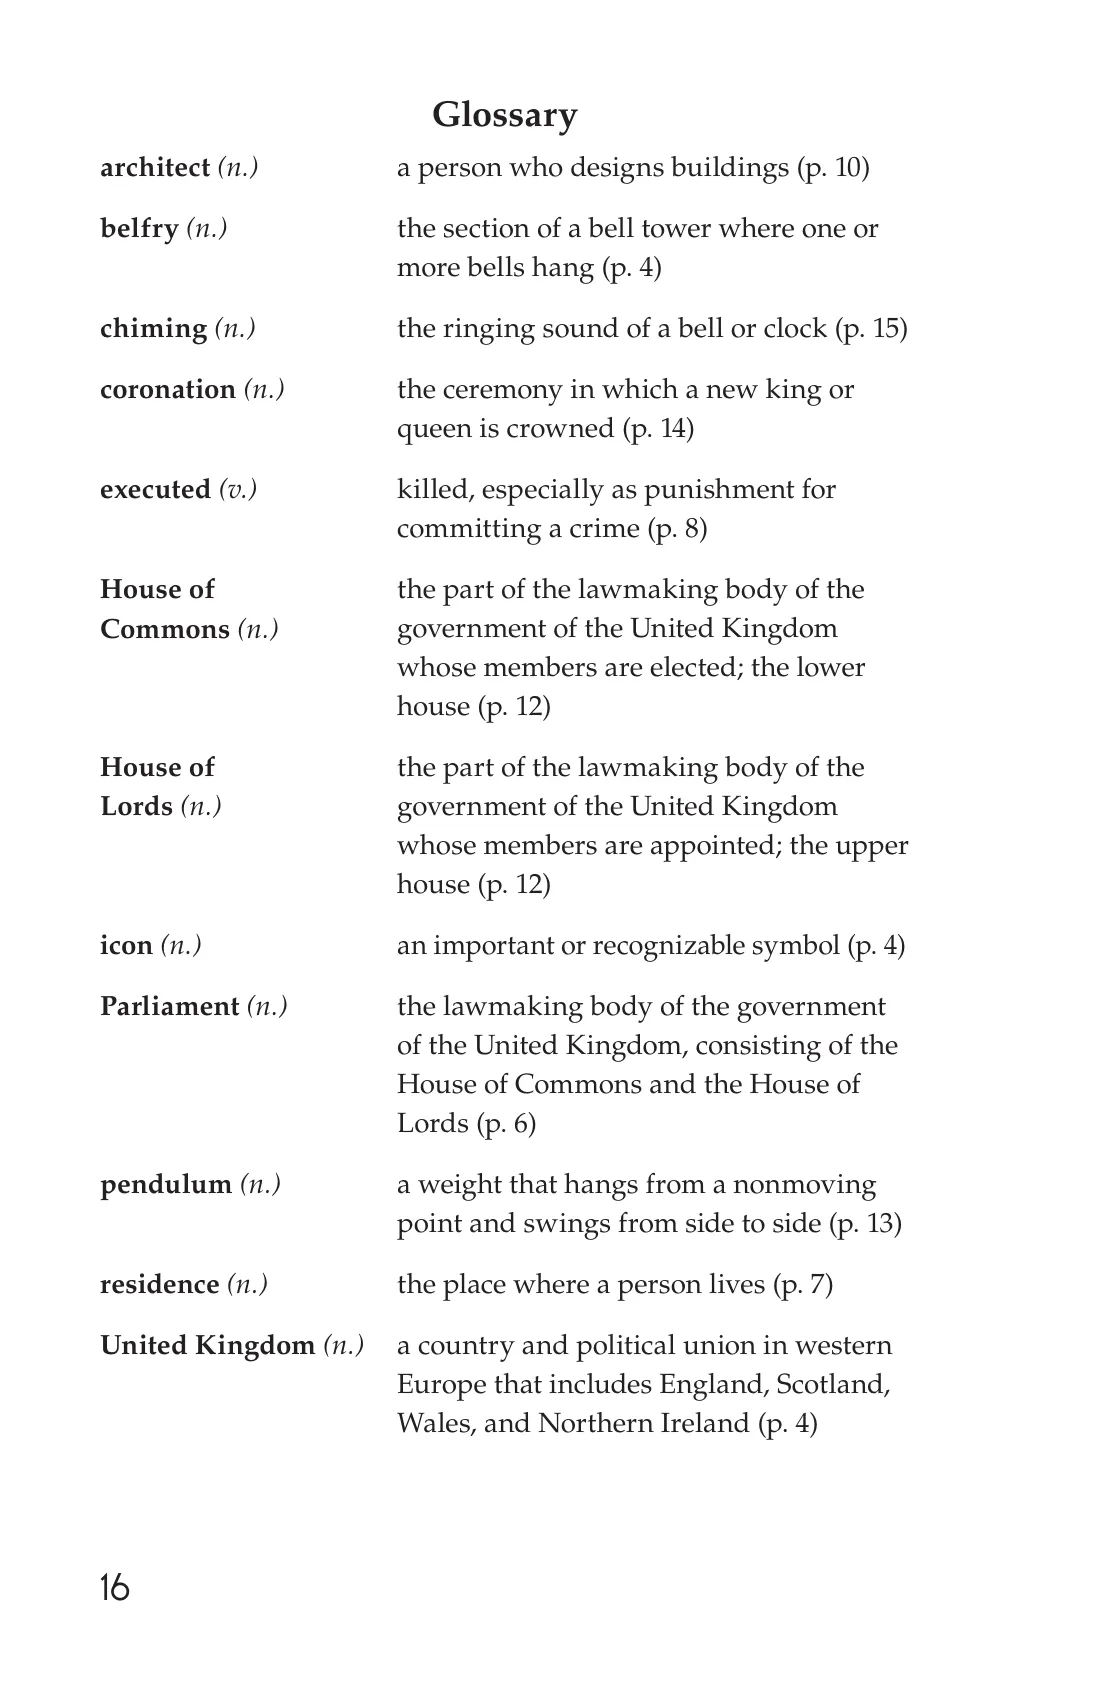 Glossary
architect (n.) a person who designs buildings (p. 10)
belfry (n.) the section of a bell tower where one or
more bells hang (p. 4)
chiming (n.) the ringing sound of a bell or clock (p. 15)
coronation (n.) the ceremony in which a new king or
queen is crowned (p. 14)
executed (v.) killed, especially as punishment for
committing a crime (p. 8)
House of the part of the lawmaking body of the
Commons (n.) government of the United Kingdom
whose members are elected; the lower
house (p. 12)
House of the part of the lawmaking body of the
Lords (n.) government of the United Kingdom
whose members are appointed; the upper
house (p. 12)
icon (n.) an important or recognizable symbol (p. 4)
Parliament (n.) the lawmaking body of the government
of the United Kingdom, consisting of the
House of Commons and the House of
Lords (p. 6)
pendulum (n.) a weight that hangs from a nonmoving
point and swings from side to side (p. 13)
residence (n.) the place where a person lives (p. 7)
United Kingdom (n.) a country and political union in western
Europe that includes England, Scotland,
Wales, and Northern Ireland (p. 4)
16